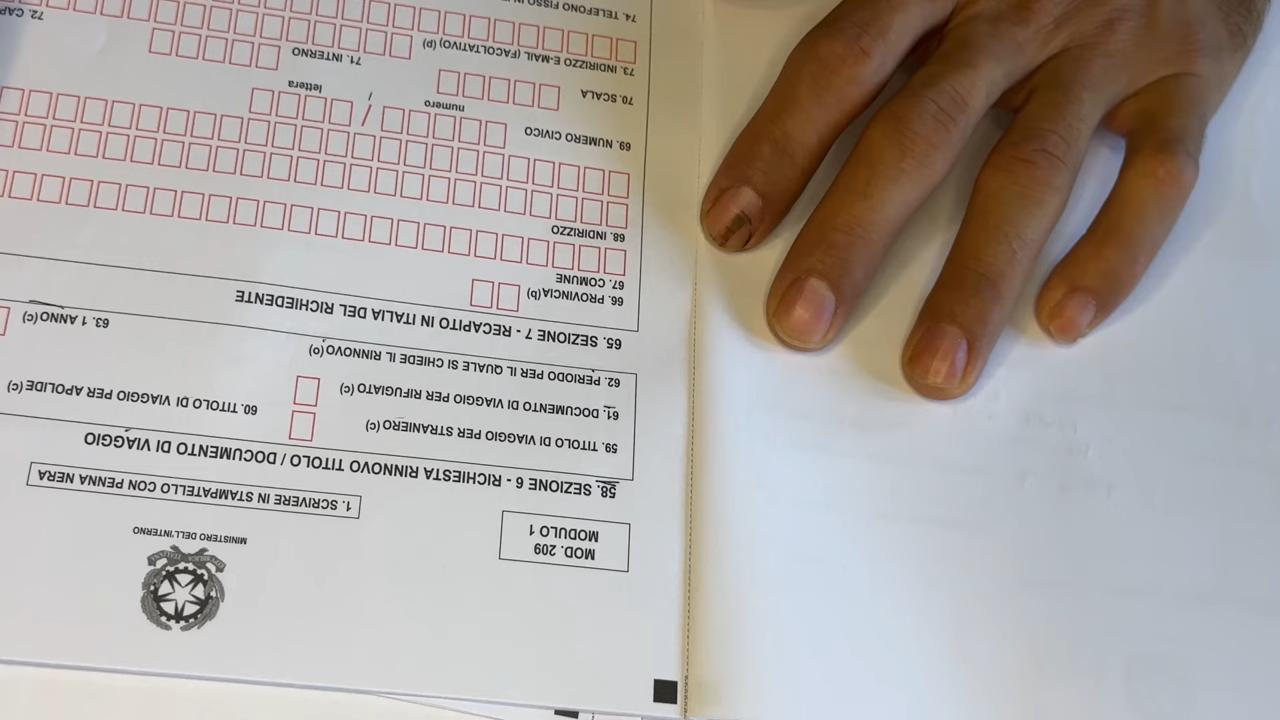 MINISTERO DELL'INTERNO
MOD. 209
MODULO 1
1. SCRIVERE IN STAMPATELLO CON PENNA NERA
58. SEZIONE 6 - RICHIESTA RINNOVO TITOLO / DOCUMENTO DI VIAGGIO
59. TITOLO DI VIAGGIO PER STRANIERO (c)
60. TITOLO DI VIAGGIO PER APOLIDE (c)
61. DOCUMENTO DI VIAGGIO PER RIFUGIATO (c)
62. PERIODO PER IL QUALE SI CHIEDE IL RINNOVO (o)
63. 1 ANNO (c)
65. SEZIONE 7 - RECAPITO IN ITALIA DEL RICHIEDENTE
66. PROVINCIA (b)
67. COMUNE
68. INDIRIZZO
69. NUMERO CIVICO
numero / lettera
70. SCALA
71. INTERNO
72. CAP
73. INDIRIZZO E-MAIL (FACOLTATIVO) (p)
74. TELEFONO FISSO